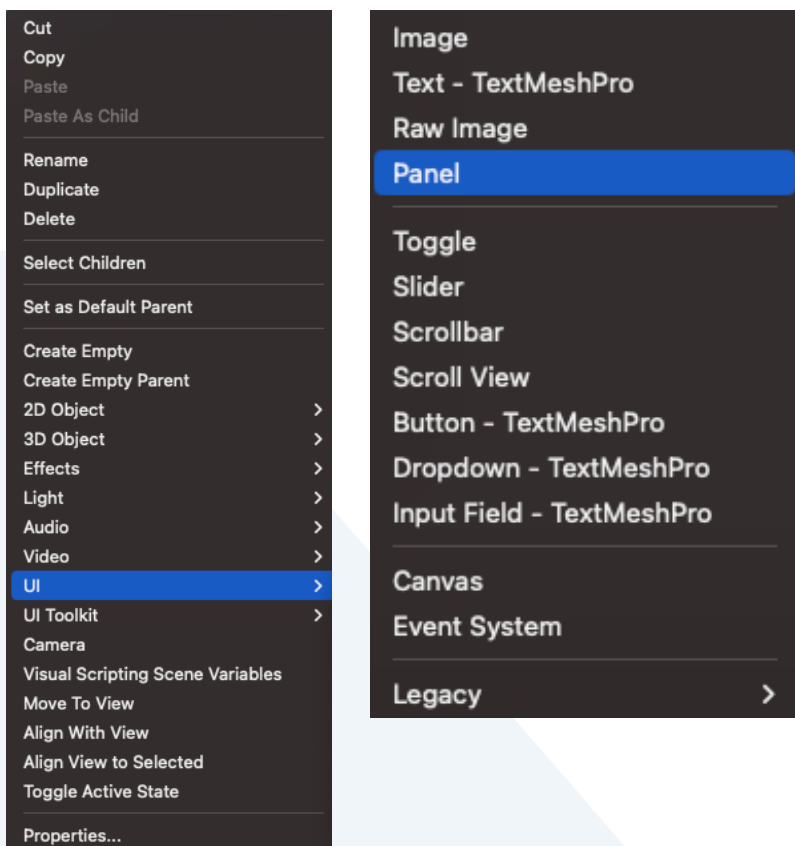 Cut
Copy
Paste
Paste As Child
Rename
Duplicate
Delete
Select Children
Set as Default Parent
Create Empty
Create Empty Parent
2D Object
3D Object
Effects
Light
Audio
Video
UI
UI Toolkit
Camera
Visual Scripting Scene Variables
Move To View
Align With View
Align View to Selected
Toggle Active State
Properties...
Image
Text - TextMeshPro
Raw Image
Panel
Toggle
Slider
Scrollbar
Scroll View
Button - TextMeshPro
Dropdown - TextMeshPro
Input Field - TextMeshPro
Canvas
Event System
Legacy